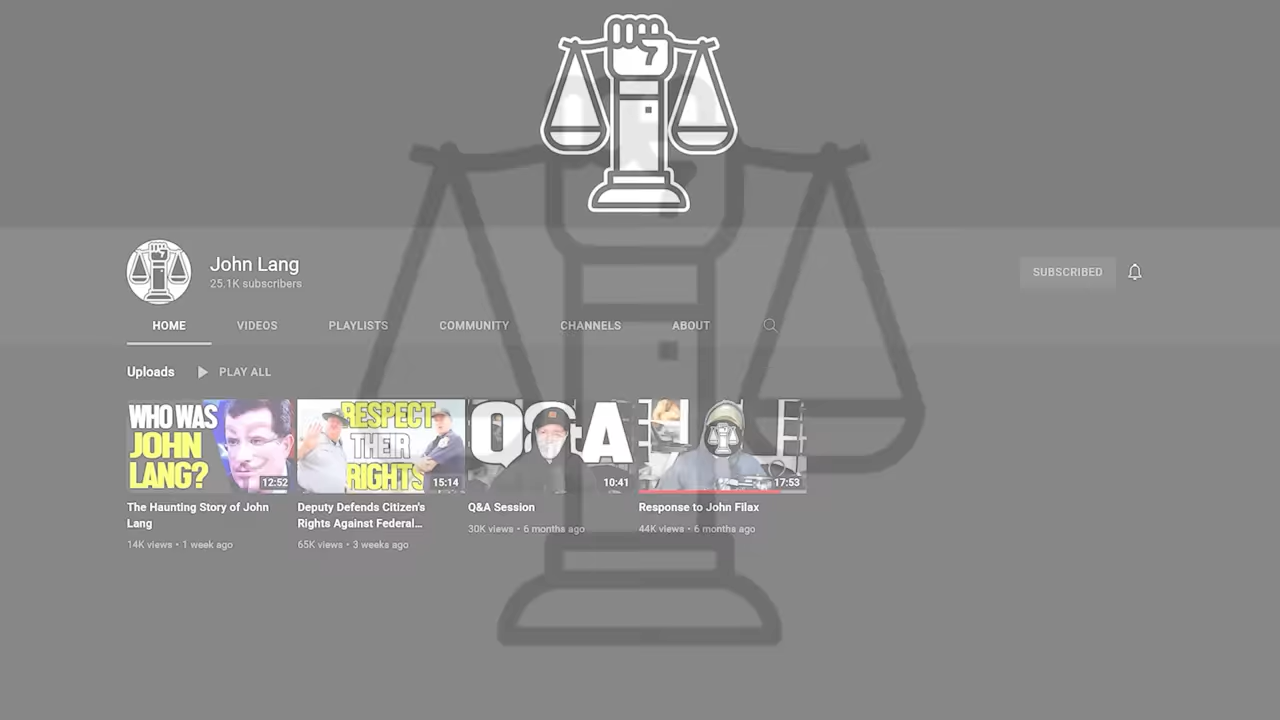 John Lang
25.1K subscribers
SUBSCRIBED
HOME VIDEOS PLAYLISTS COMMUNITY CHANNELS ABOUT
Uploads PLAY ALL
WHO WAS
JOHN
LANG?
12:52
RESPECT
THEIR
RIGHTS
15:14
Q&A
10:41
17:53
The Haunting Story of John
Lang
14K views • 1 week ago
Deputy Defends Citizen's
Rights Against Federal...
65K views • 3 weeks ago
Q&A Session
30K views • 6 months ago
Response to John Filax
44K views • 6 months ago